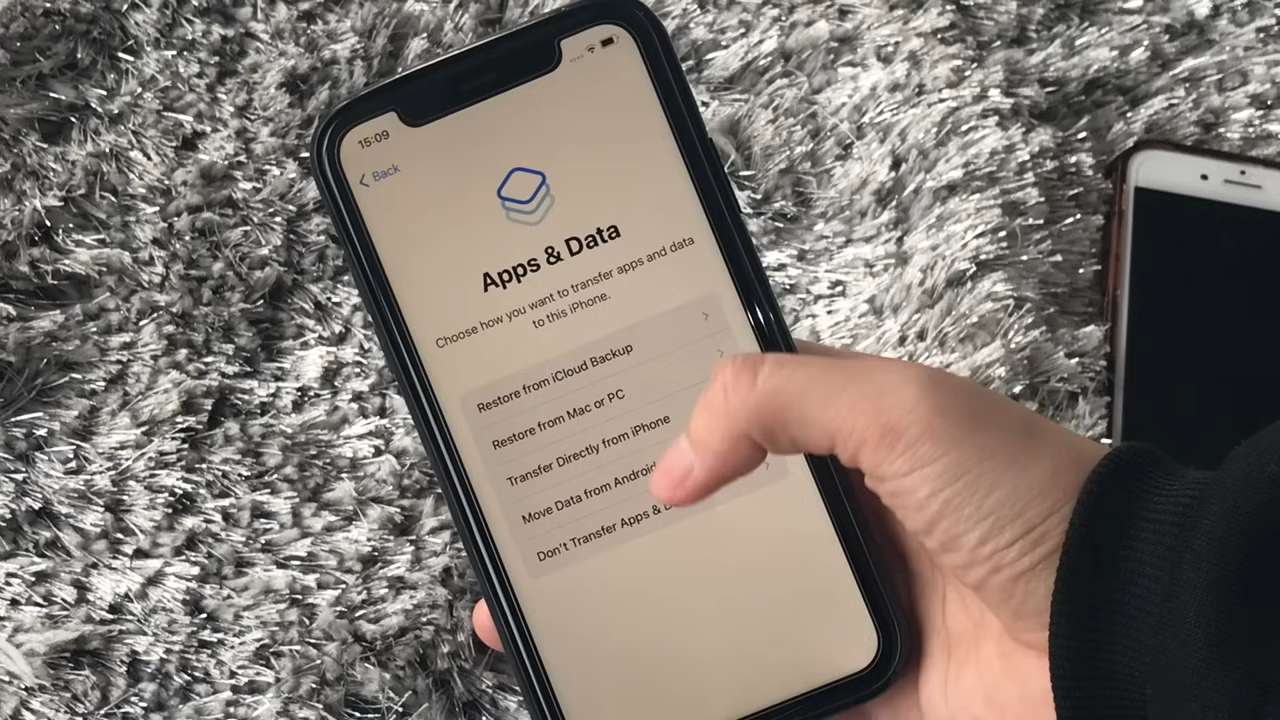 15:09
Back
Apps & Data
Choose how you want to transfer apps and data
to this iPhone.
Restore from iCloud Backup
Restore from Mac or PC
Transfer Directly from iPhone
Move Data from Android
Don't Transfer Apps &